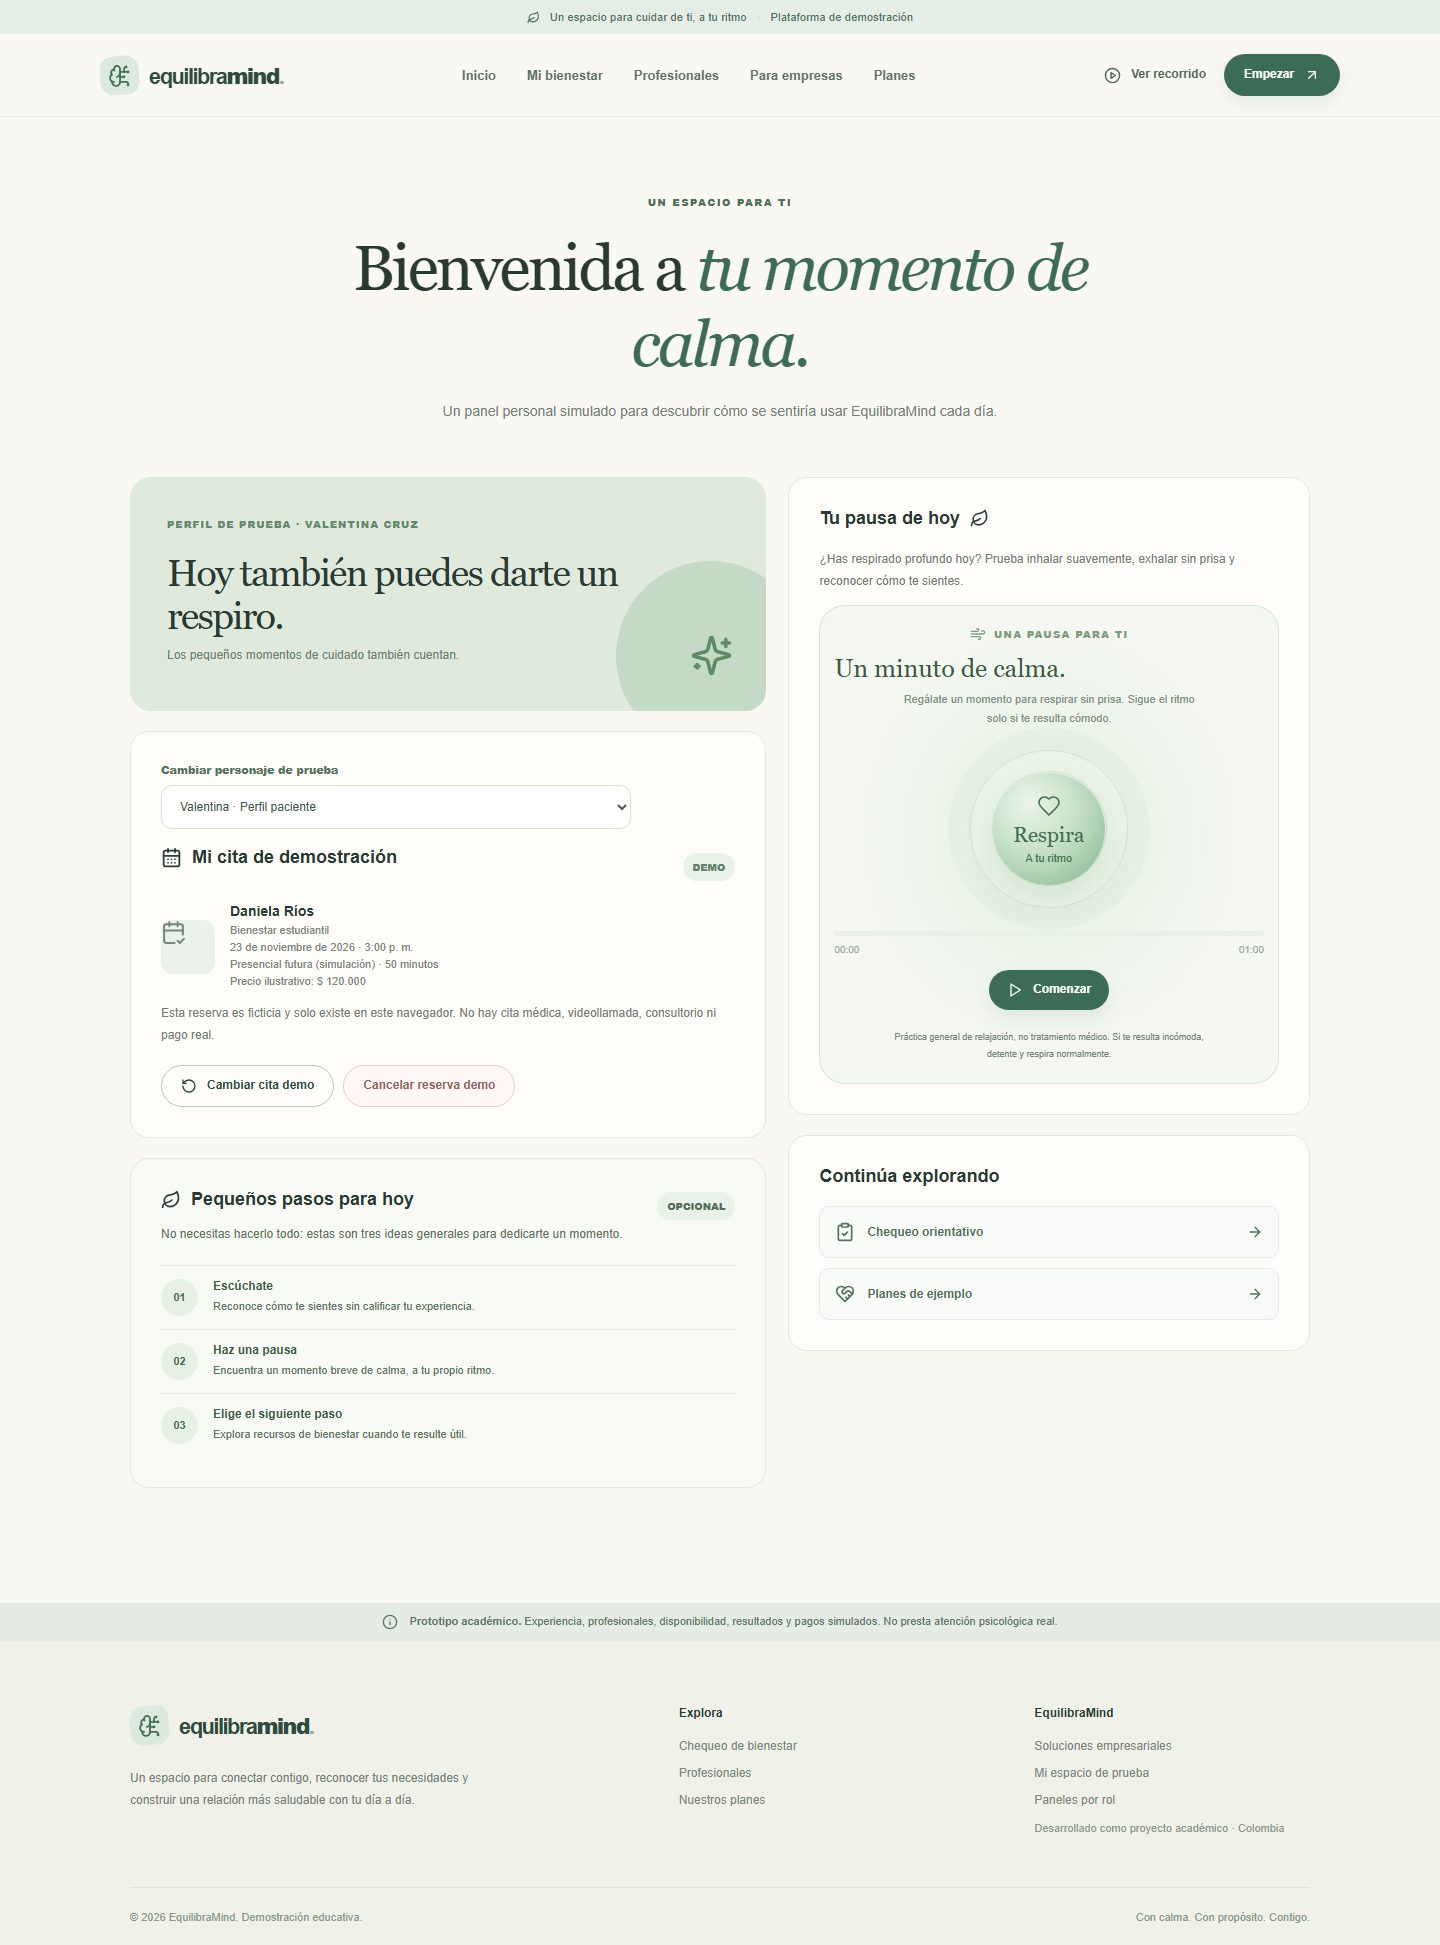 Un espacio para cuidar de ti, a tu ritmo · Plataforma de demostración
equilibramind.
Inicio
Mi bienestar
Profesionales
Para empresas
Planes
Ver recorrido
Empezar
UN ESPACIO PARA TI
Bienvenida a tu momento de
calma.
Un panel personal simulado para descubrir cómo se sentiría usar EquilibraMind cada día.
PERFIL DE PRUEBA · VALENTINA CRUZ
Hoy también puedes darte un
respiro.
Los pequeños momentos de cuidado también cuentan.
Cambiar personaje de prueba
Valentina · Perfil paciente
Mi cita de demostración
DEMO
Daniela Ríos
Bienestar estudiantil
23 de noviembre de 2026 · 3:00 p. m.
Presencial futura (simulación) · 50 minutos
Precio ilustrativo: $ 120.000
Esta reserva es ficticia y solo existe en este navegador. No hay cita médica, videollamada, consultorio ni
pago real.
Cambiar cita demo
Cancelar reserva demo
Pequeños pasos para hoy
OPCIONAL
No necesitas hacerlo todo: estas son tres ideas generales para dedicarte un momento.
01
Escúchate
Reconoce cómo te sientes sin calificar tu experiencia.
02
Haz una pausa
Encuentra un momento breve de calma, a tu propio ritmo.
03
Elige el siguiente paso
Explora recursos de bienestar cuando te resulte útil.
Tu pausa de hoy
¿Has respirado profundo hoy? Prueba inhalar suavemente, exhalar sin prisa y
reconocer cómo te sientes.
UNA PAUSA PARA TI
Un minuto de calma.
Regálate un momento para respirar sin prisa. Sigue el ritmo
solo si te resulta cómodo.
Respira
A tu ritmo
00:00
01:00
Comenzar
Práctica general de relajación, no tratamiento médico. Si te resulta incómoda,
detente y respira normalmente.
Continúa explorando
Chequeo orientativo
Planes de ejemplo
Prototipo académico. Experiencia, profesionales, disponibilidad, resultados y pagos simulados. No presta atención psicológica real.
equilibramind.
Un espacio para conectar contigo, reconocer tus necesidades y
construir una relación más saludable con tu día a día.
Explora
Chequeo de bienestar
Profesionales
Nuestros planes
EquilibraMind
Soluciones empresariales
Mi espacio de prueba
Paneles por rol
Desarrollado como proyecto académico · Colombia
© 2026 EquilibraMind. Demostración educativa.
Con calma. Con propósito. Contigo.